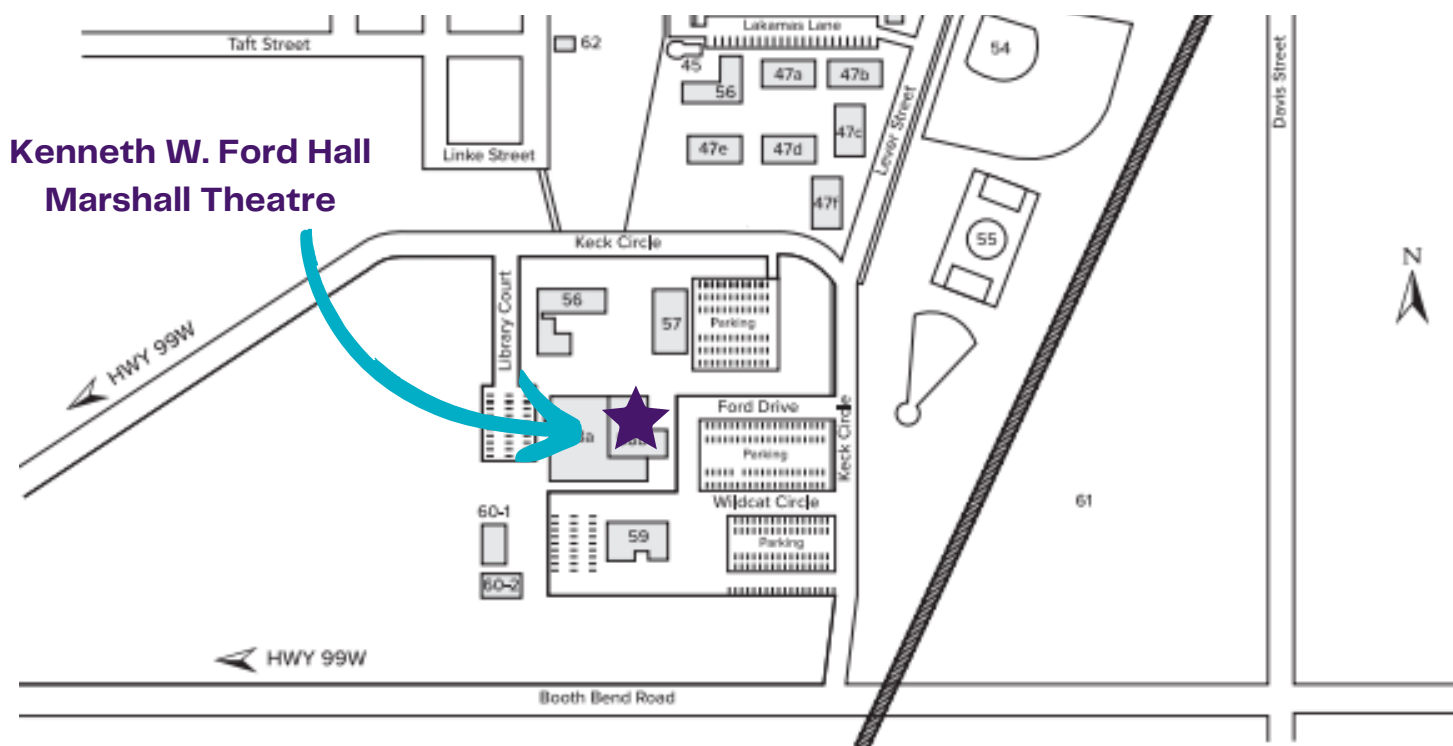 Lakamas Lane
Taft Street
62
54
45
47a
47b
56
Davis Street
47c
Lever Street
Kenneth W. Ford Hall
Marshall Theatre
Linke Street
47e
47d
47f
55
Keck Circle
N
Library Court
56
57
Parking
HWY 99W
Ford Drive
Keck Circle
Parking
61
Wildcat Circle
60-1
59
Parking
60-2
HWY 99W
Booth Bend Road